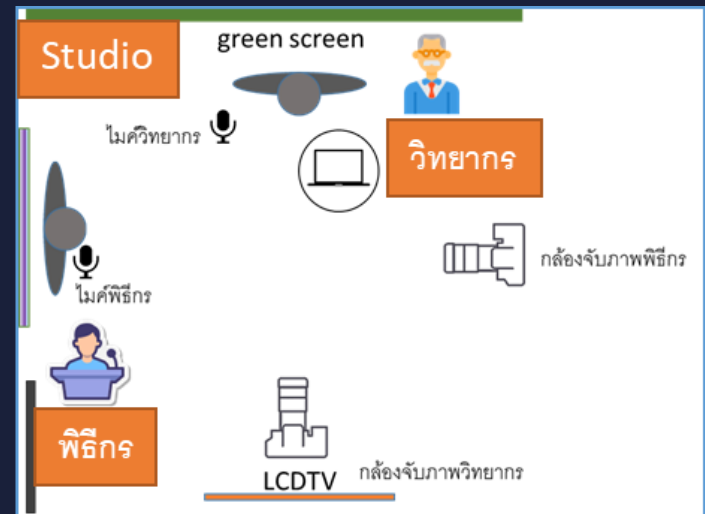 Studio
green screen
ไมค์วิทยากร
วิทยากร
กล้องจับภาพพิธีกร
ไมค์พิธีกร
พิธีกร
LCDTV
กล้องจับภาพวิทยากร